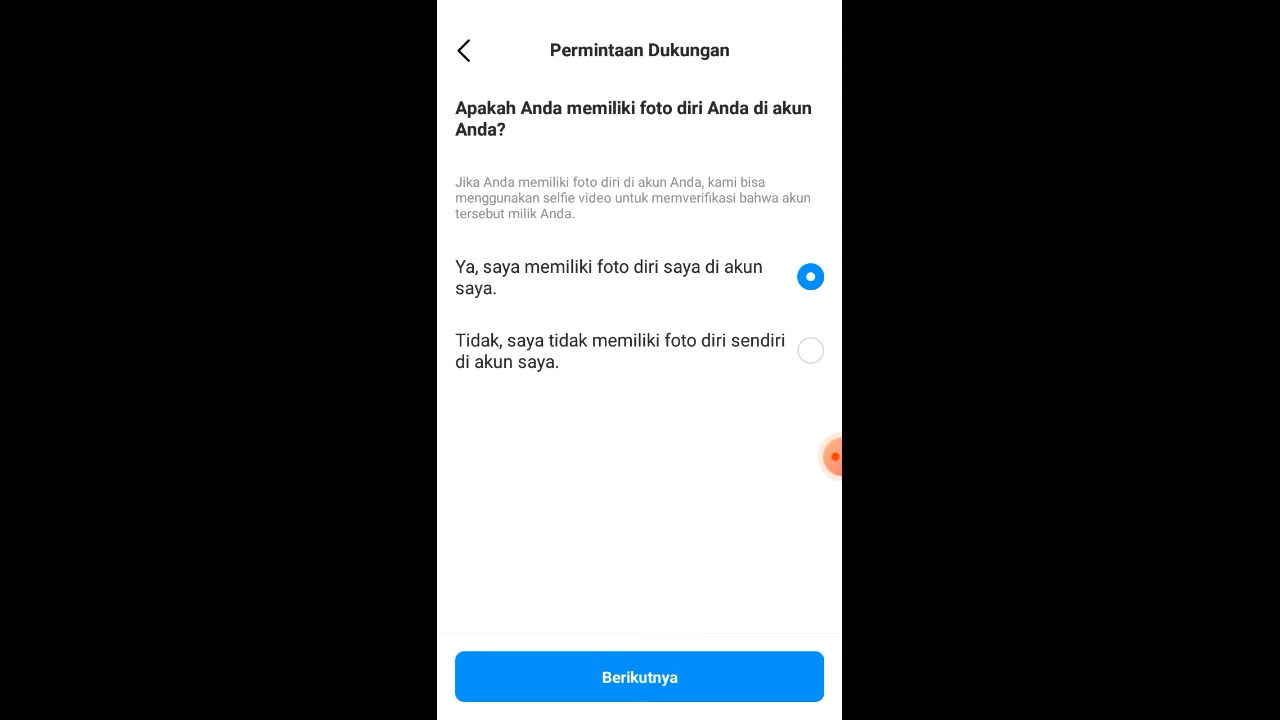 Permintaan Dukungan
Apakah Anda memiliki foto diri Anda di akun
Anda?
Jika Anda memiliki foto diri di akun Anda, kami bisa
menggunakan selfie video untuk memverifikasi bahwa akun
tersebut milik Anda.
Ya, saya memiliki foto diri saya di akun
saya.
Tidak, saya tidak memiliki foto diri sendiri
di akun saya.
Berikutnya